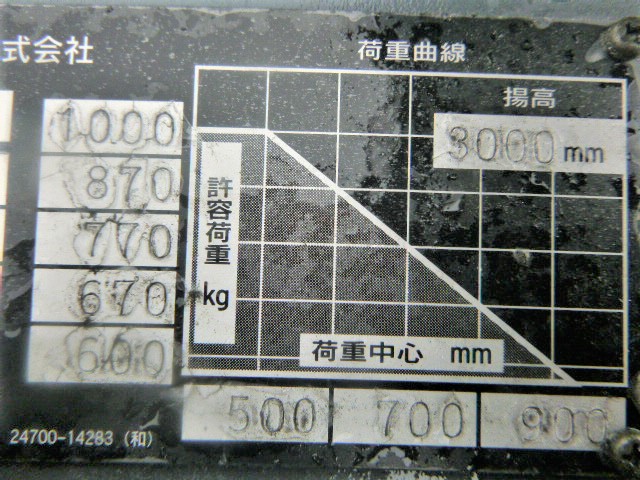 式会社
荷重曲線
揚高
3000 mm
1000
870
770
670
600
許容荷重 kg
荷重中心 mm
500 700 900
24700-14283 (和)